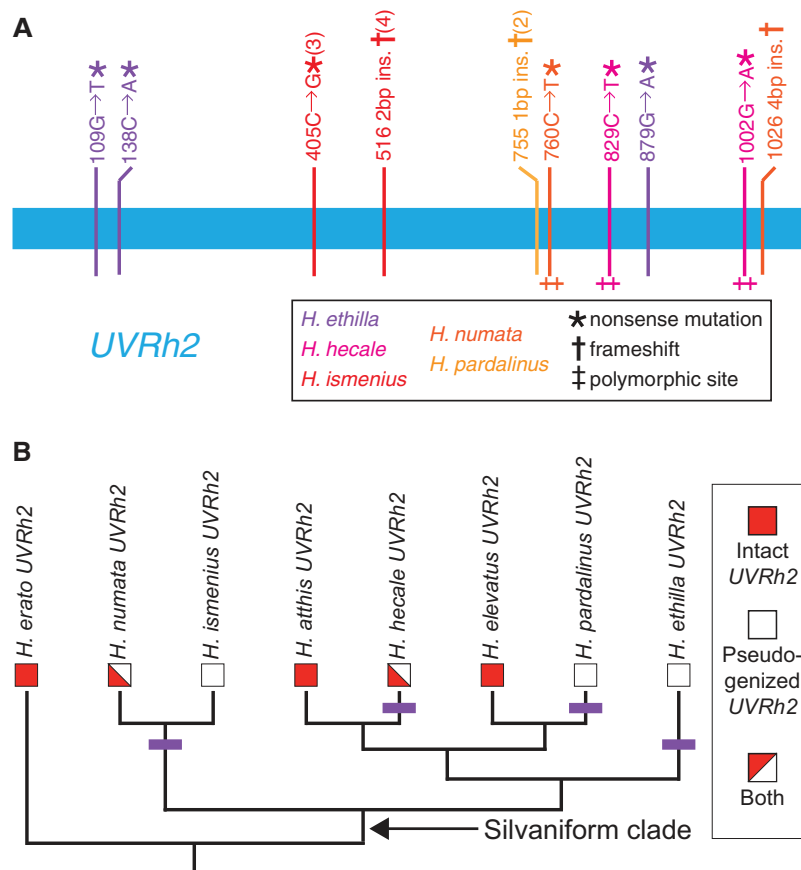 A
109G→T*
138C→A*
405C→G*(3)
516 2bp ins. †(4)
755 1bp ins. †(2)
760C→T*
829C→T*
879G→A*
1002G→A*
1026 4bp ins. †
‡ ‡ ‡
UVRh2
H. ethilla
H. hecale
H. ismenius
H. numata
H. pardalinus
* nonsense mutation
† frameshift
‡ polymorphic site
B
H. erato UVRh2
H. numata UVRh2
H. ismenius UVRh2
H. atthis UVRh2
H. hecale UVRh2
H. elevatus UVRh2
H. pardalinus UVRh2
H. ethilla UVRh2
Intact
UVRh2
Pseudo-
genized
UVRh2
Both
Silvaniform clade